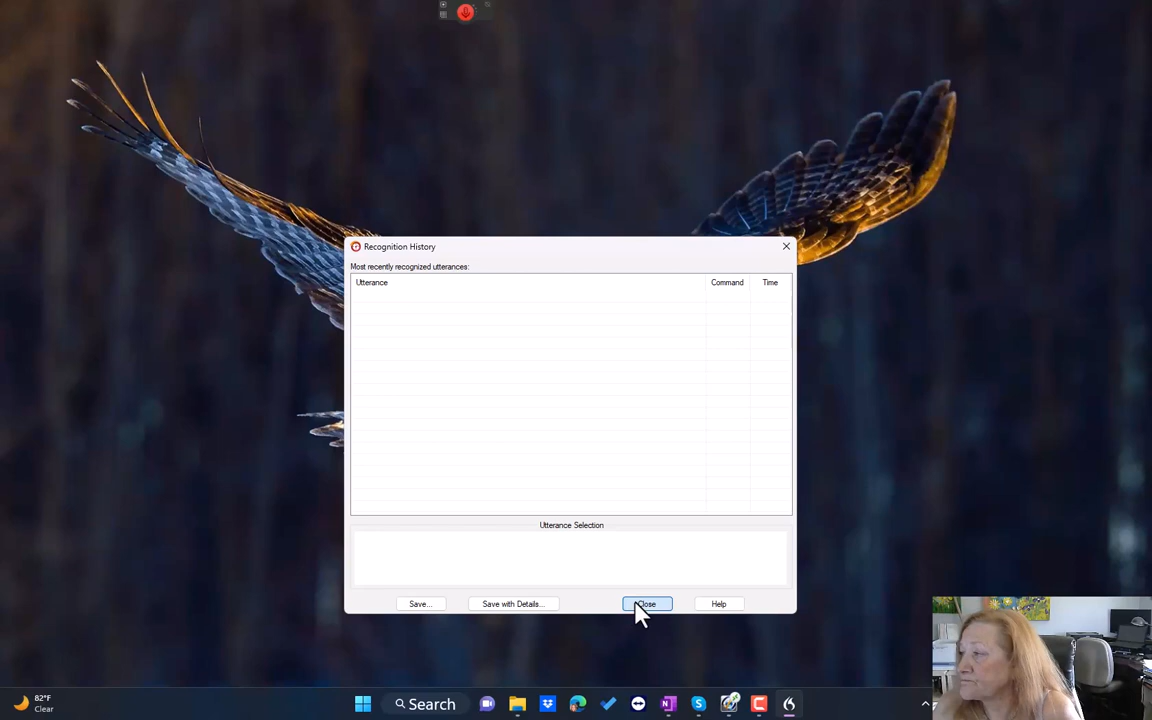 Recognition History
Most recently recognized utterances:
Utterance Command Time
Utterance Selection
Save... Save with Details... Close Help
82°F
Clear
Search